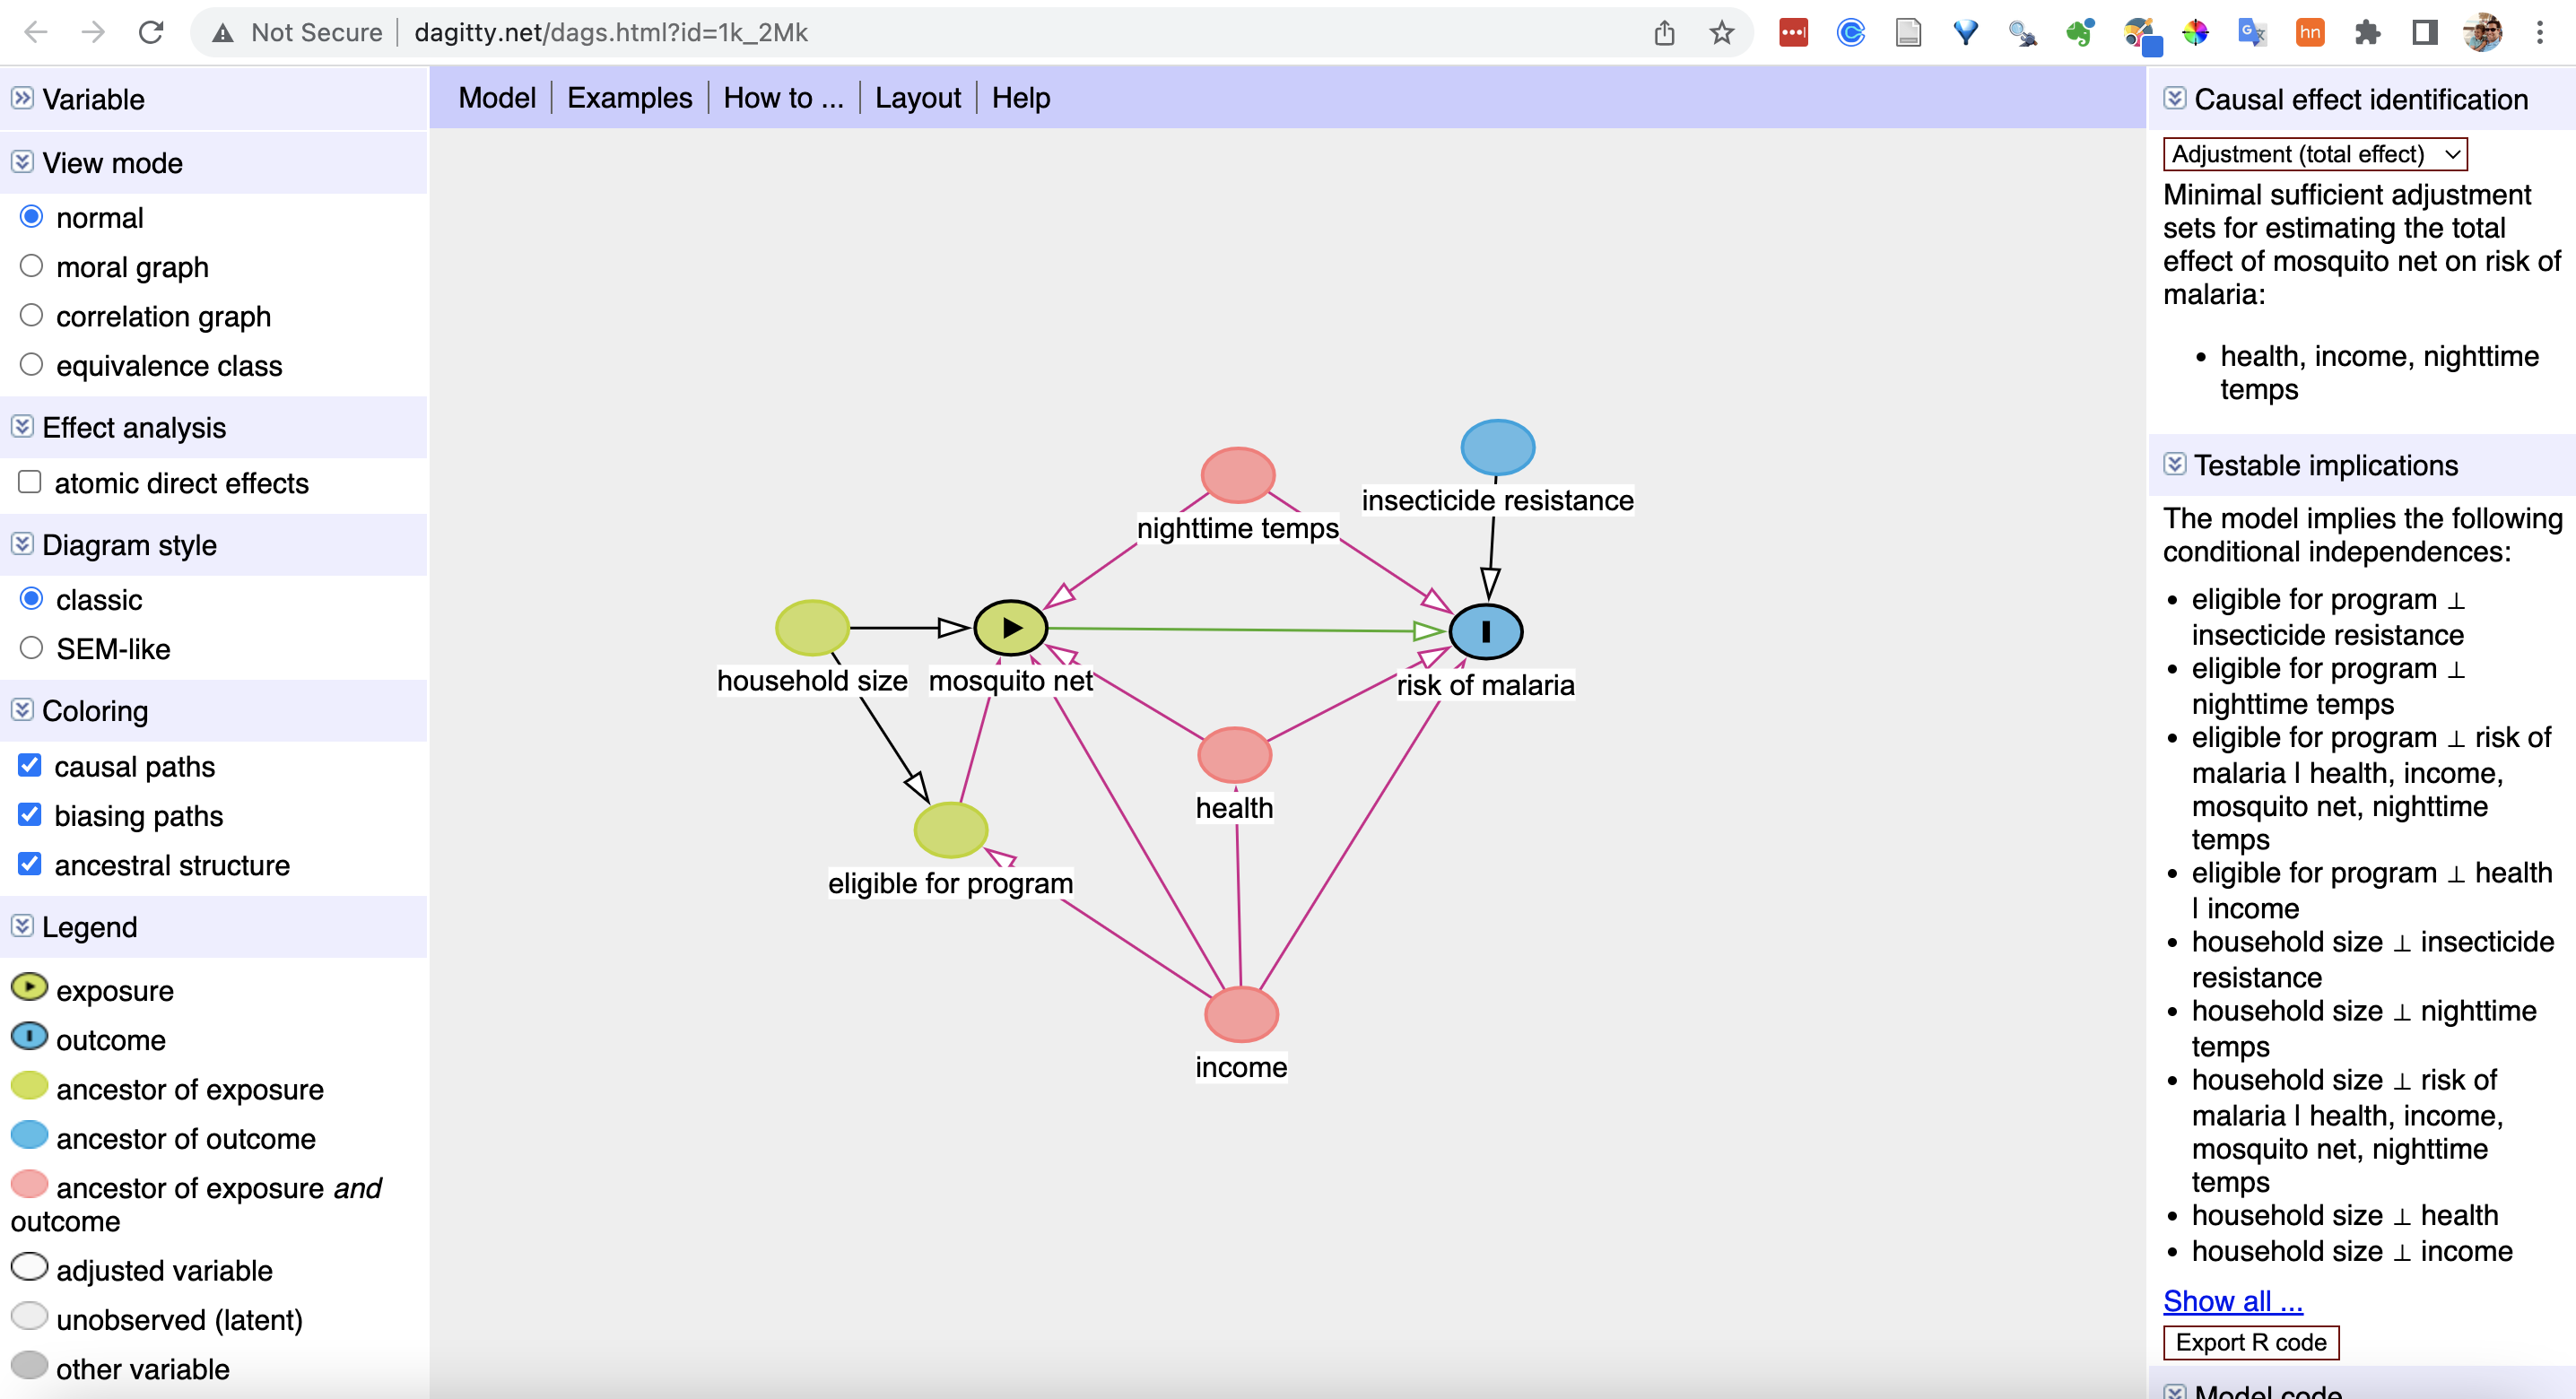 Not Secure
dagitty.net/dags.html?id=1k_2Mk
hn
Variable
View mode
normal
moral graph
correlation graph
equivalence class
Effect analysis
atomic direct effects
Diagram style
classic
SEM-like
Coloring
causal paths
biasing paths
ancestral structure
Legend
exposure
outcome
ancestor of exposure
ancestor of outcome
ancestor of exposure and
outcome
adjusted variable
unobserved (latent)
other variable
Model | Examples | How to ... | Layout | Help
nighttime temps
insecticide resistance
household size
mosquito net
risk of malaria
health
eligible for program
income
Causal effect identification
Adjustment (total effect)
Minimal sufficient adjustment
sets for estimating the total
effect of mosquito net on risk of
malaria:
• health, income, nighttime
temps
Testable implications
The model implies the following
conditional independences:
• eligible for program ⊥
insecticide resistance
• eligible for program ⊥
nighttime temps
• eligible for program ⊥ risk of
malaria | health, income,
mosquito net, nighttime
temps
• eligible for program ⊥ health
| income
• household size ⊥ insecticide
resistance
• household size ⊥ nighttime
temps
• household size ⊥ risk of
malaria | health, income,
mosquito net, nighttime
temps
• household size ⊥ health
• household size ⊥ income
Show all ...
Export R code
Model code